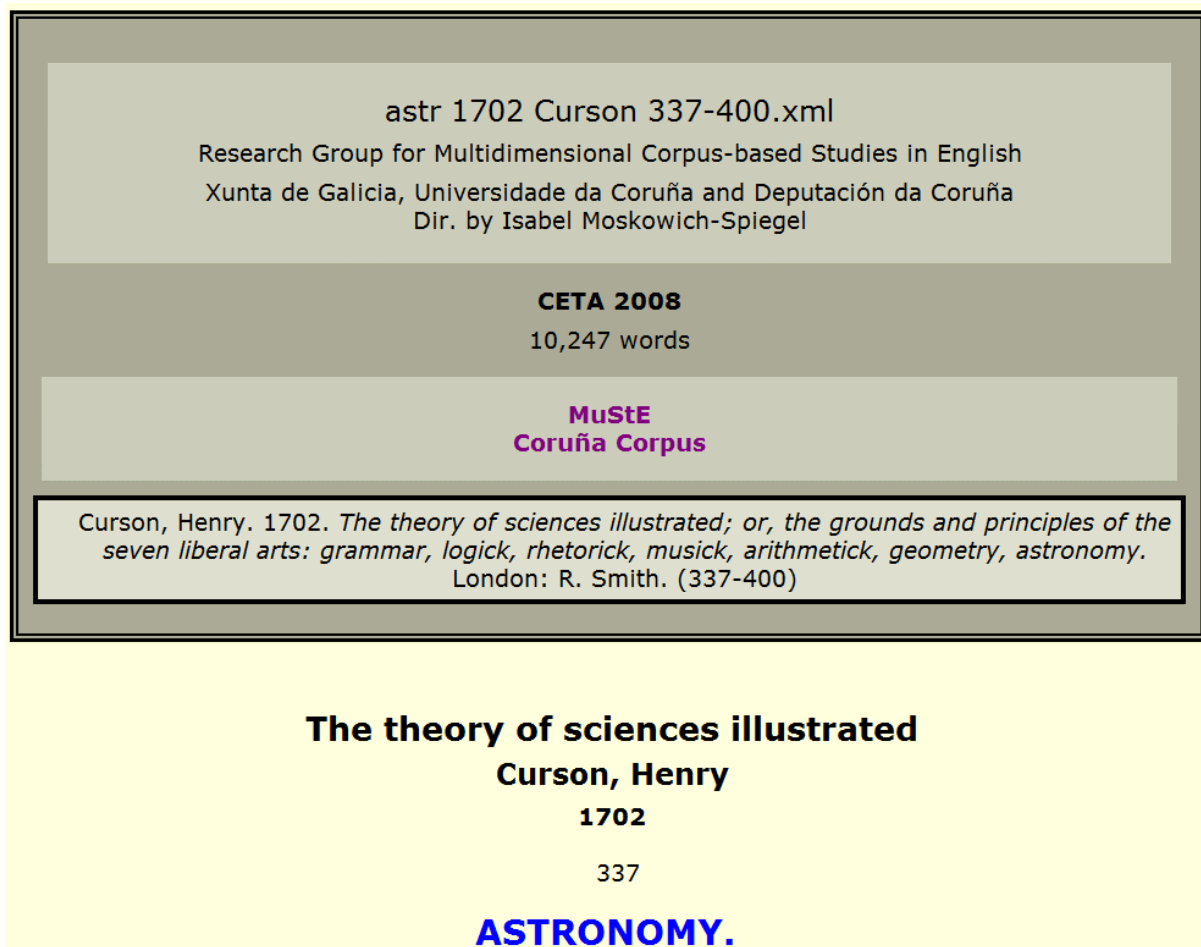 astr 1702 Curson 337-400.xml
Research Group for Multidimensional Corpus-based Studies in English
Xunta de Galicia, Universidade da Coruña and Deputación da Coruña
Dir. by Isabel Moskowich-Spiegel
CETA 2008
10,247 words
MuStE
Coruña Corpus
Curson, Henry. 1702. The theory of sciences illustrated; or, the grounds and principles of the
seven liberal arts: grammar, logick, rhetorick, musick, arithmetick, geometry, astronomy.
London: R. Smith. (337-400)
The theory of sciences illustrated
Curson, Henry
1702
337
ASTRONOMY.